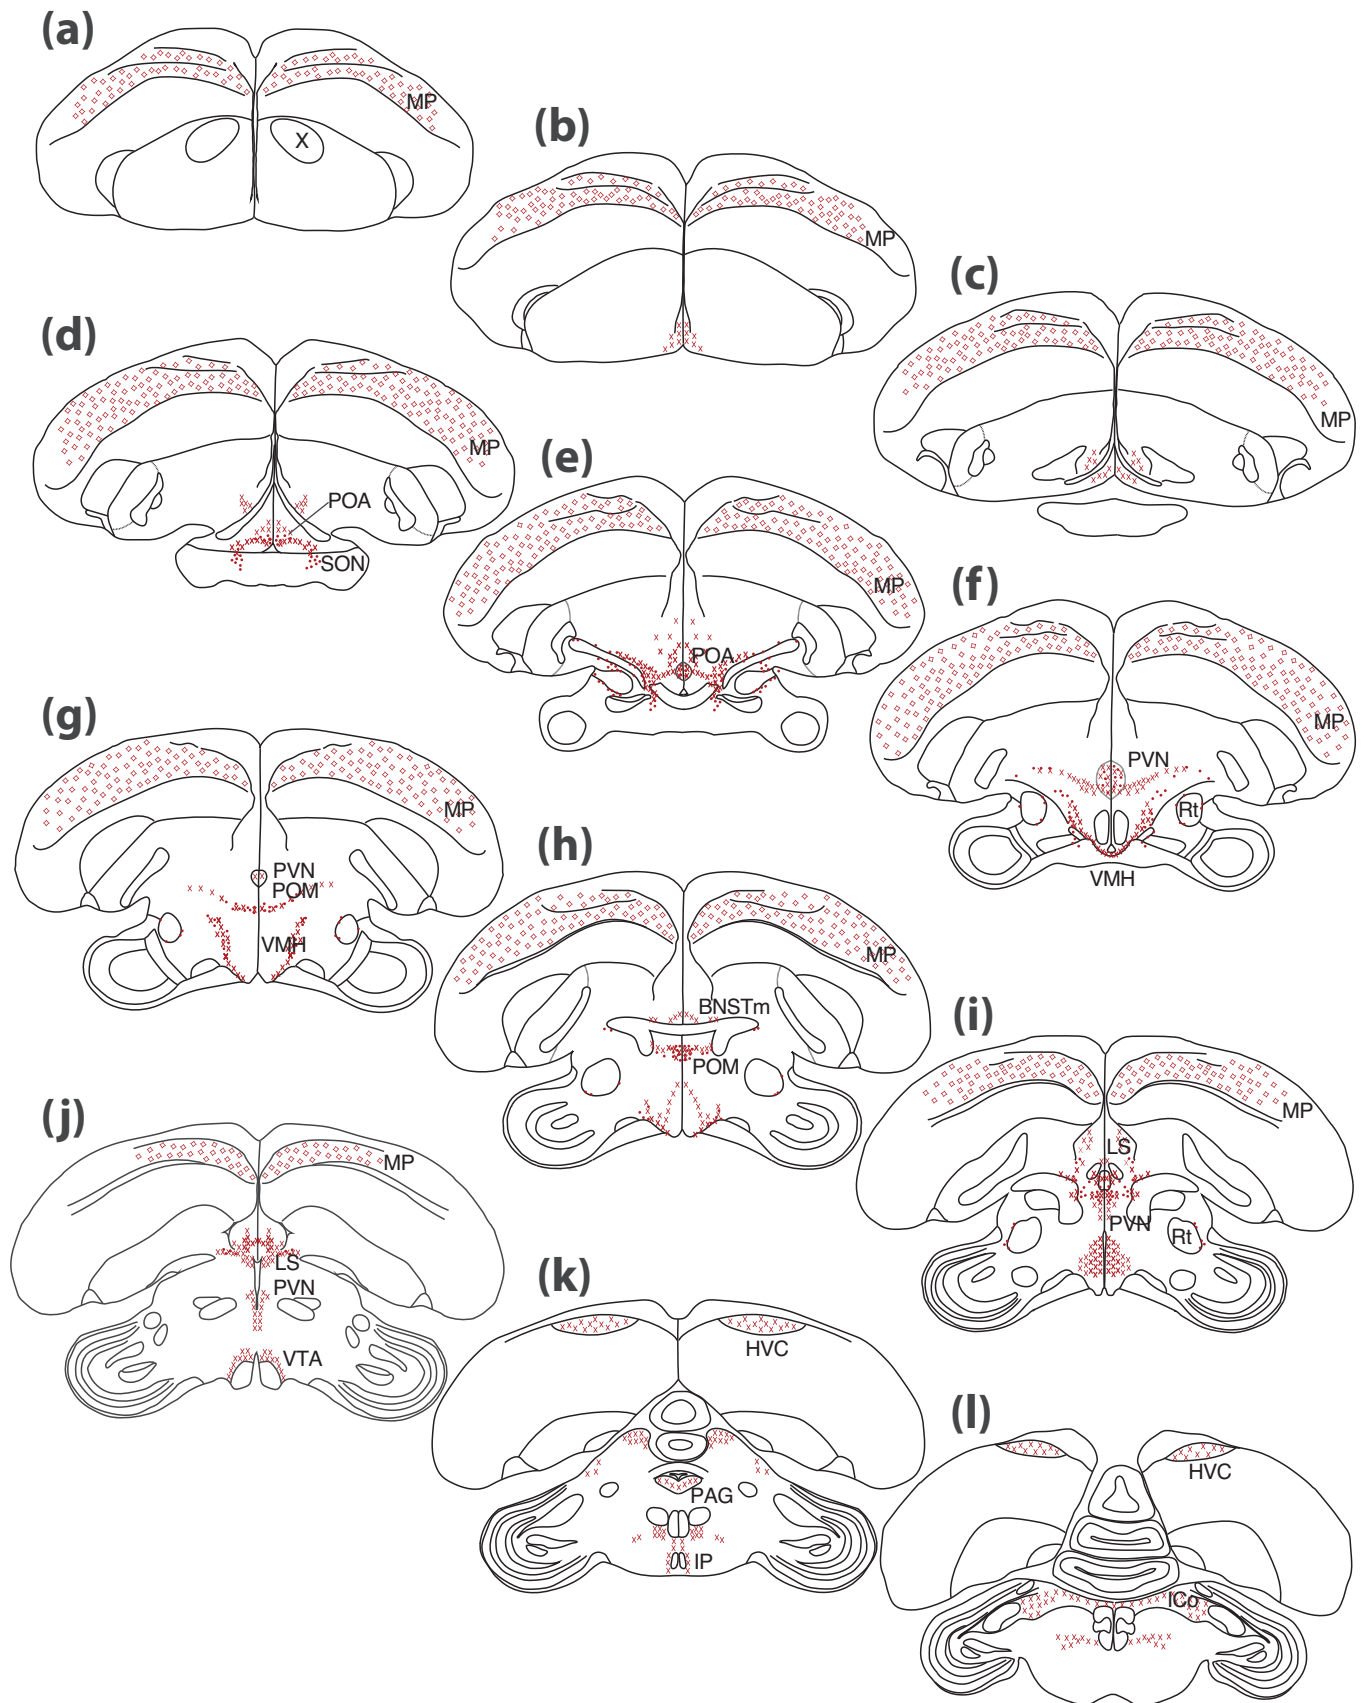 (a)
MP
X
(b)
MP
(c)
MP
(d)
MP
POA
SON
(e)
MP
POA
(f)
MP
PVN
Rt
VMH
(g)
MP
PVN
POM
VMH
(h)
MP
BNSTm
POM
(i)
MP
LS
PVN
Rt
(j)
MP
LS
PVN
VTA
(k)
HVC
PAG
IP
(l)
HVC
ICo